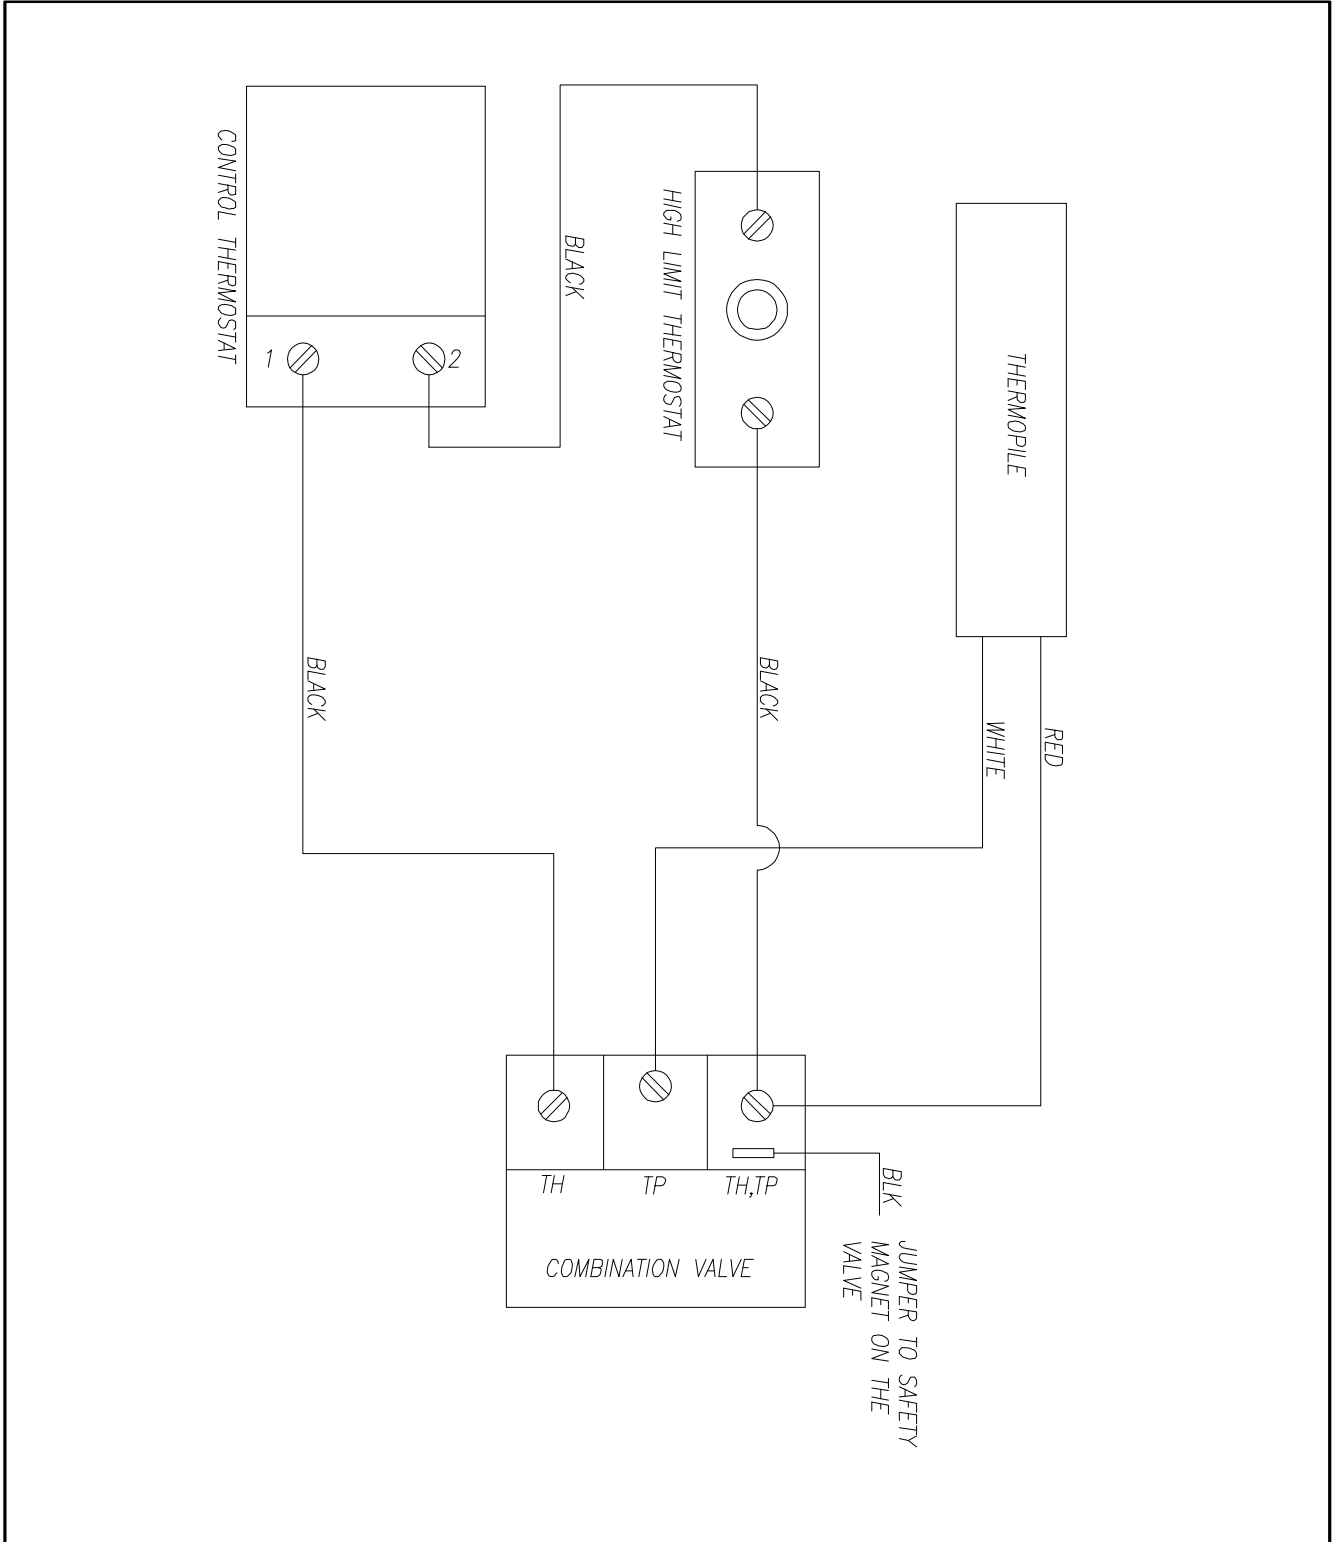 CONTROL THERMOSTAT
1
2
BLACK
HIGH LIMIT THERMOSTAT
THERMOPILE
BLACK
BLACK
WHITE
RED
TH
TP
TH,TP
COMBINATION VALVE
BLK
JUMPER TO SAFETY
MAGNET ON THE
VALVE